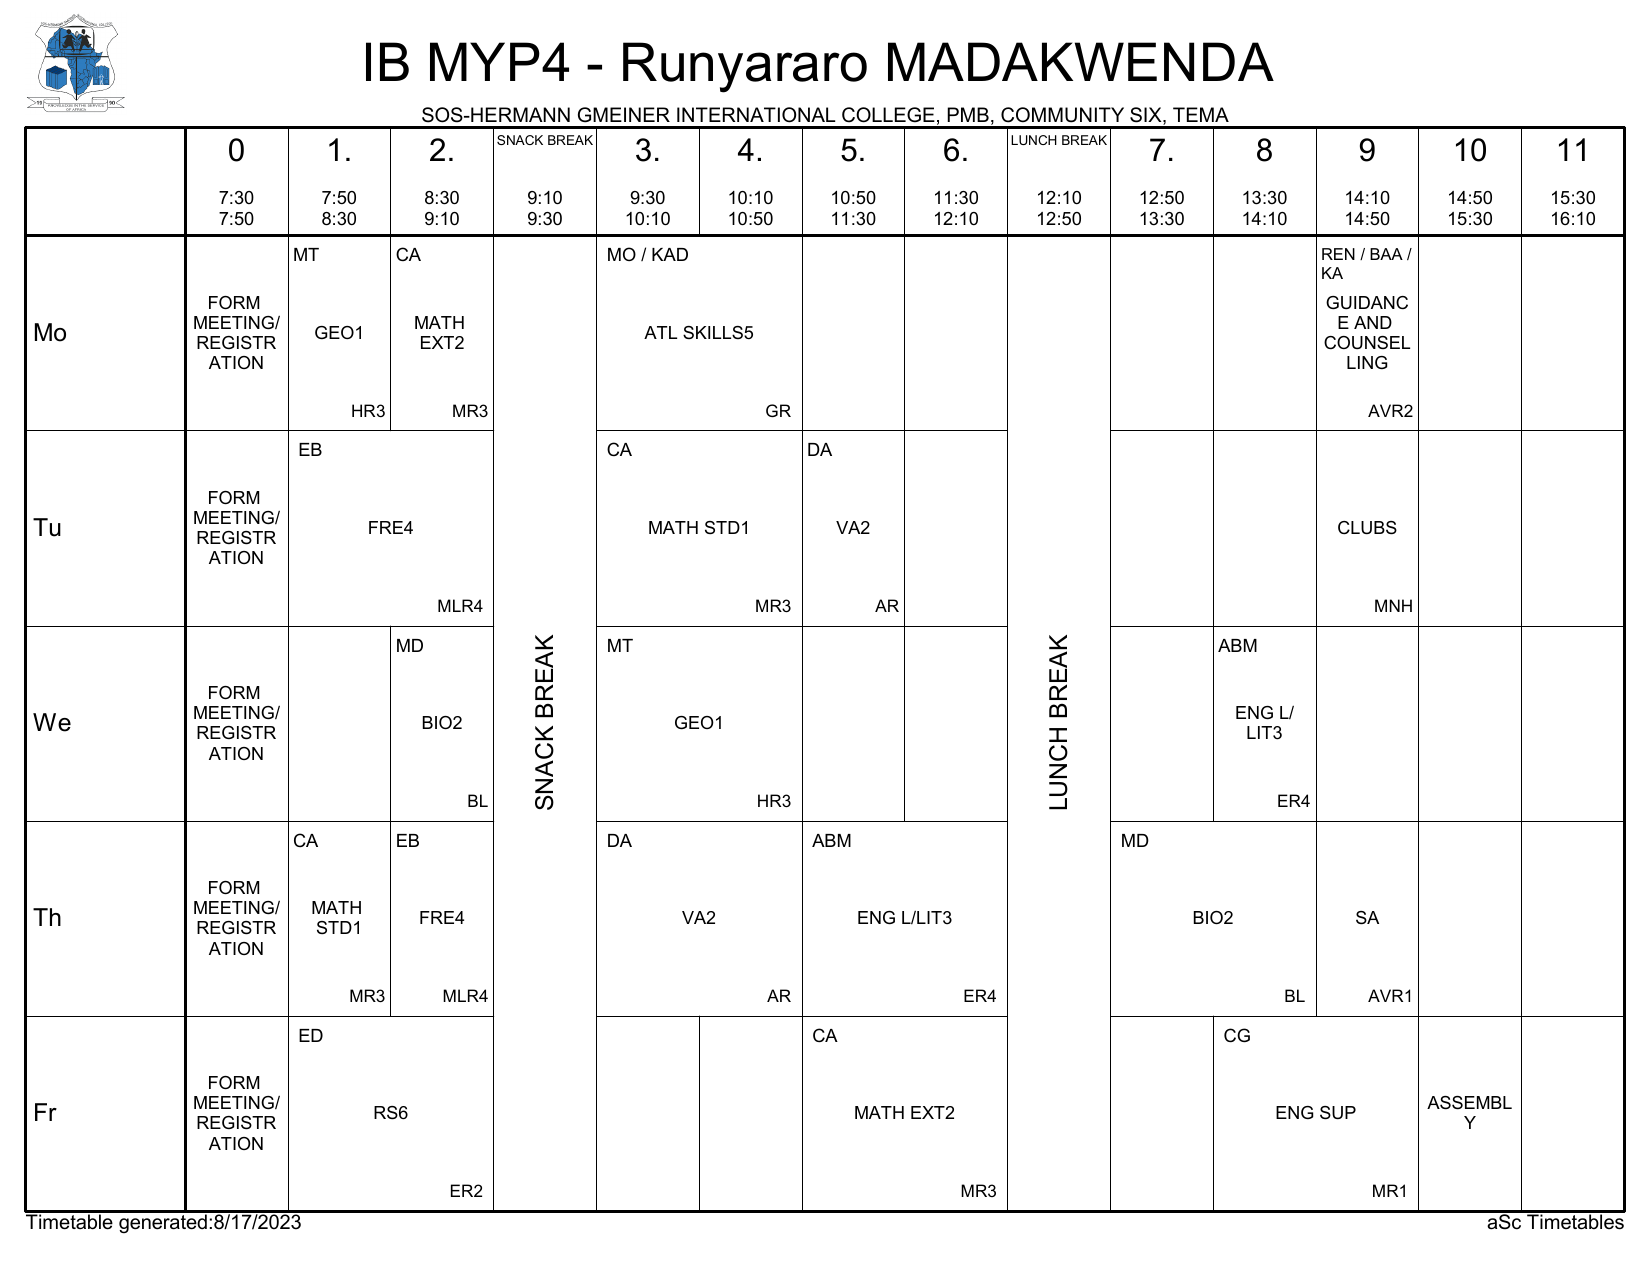 IB MYP4 - Runyararo MADAKWENDA
SOS-HERMANN GMEINER INTERNATIONAL COLLEGE, PMB, COMMUNITY SIX, TEMA
0 1. 2. SNACK BREAK 3. 4. 5. 6. LUNCH BREAK 7. 8 9 10 11
7:30 7:50 8:30 9:10 9:30 10:10 10:50 11:30 12:10 12:50 13:30 14:10 14:50 15:30
7:50 8:30 9:10 9:30 10:10 10:50 11:30 12:10 12:50 13:30 14:10 14:50 15:30 16:10
Mo
FORM
MEETING/
REGISTR
ATION
MT
GEO1
HR3
CA
MATH
EXT2
MR3
MO / KAD
ATL SKILLS5
GR
REN / BAA /
KA
GUIDANC
E AND
COUNSEL
LING
AVR2
Tu
FORM
MEETING/
REGISTR
ATION
EB
FRE4
MLR4
CA
MATH STD1
MR3
DA
VA2
AR
CLUBS
MNH
We
FORM
MEETING/
REGISTR
ATION
MD
BIO2
BL
SNACK BREAK
MT
GEO1
HR3
LUNCH BREAK
ABM
ENG L/
LIT3
ER4
Th
FORM
MEETING/
REGISTR
ATION
CA
MATH
STD1
MR3
EB
FRE4
MLR4
DA
VA2
AR
ABM
ENG L/LIT3
ER4
MD
BIO2
BL
SA
AVR1
Fr
FORM
MEETING/
REGISTR
ATION
ED
RS6
ER2
CA
MATH EXT2
MR3
CG
ENG SUP
MR1
ASSEMBL
Y
Timetable generated:8/17/2023
aSc Timetables